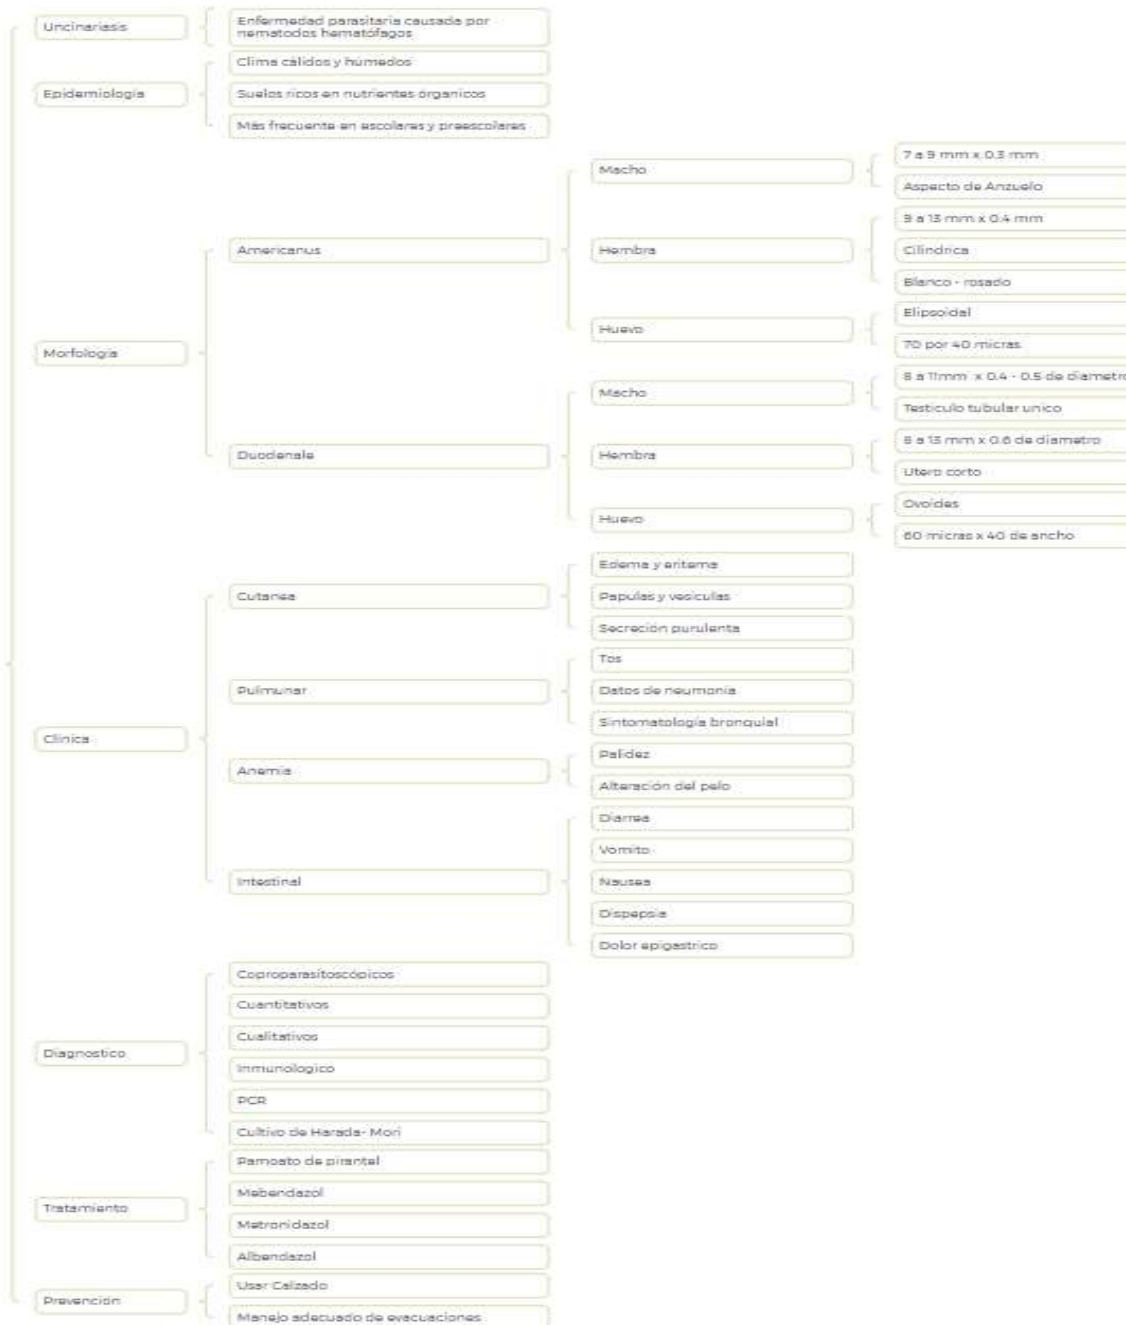 Uncinariasis
Enfermedad parasitaria causada por
nematodos hematófagos
Epidemiología
Clima cálidos y húmedos
Suelos ricos en nutrientes órganicos
Más frecuente en escolares y preescolares
Morfología
Americanus
Macho
7 a 9 mm x 0.3 mm
Aspecto de Anzuelo
Hembra
9 a 13 mm x 0.4 mm
Cilindrica
Blanco - rosado
Huevo
Elipsoidal
70 por 40 micras
Duodenale
Macho
8 a 11mm x 0.4 - 0.5 de diametro
Testiculo tubular unico
Hembra
8 a 13 mm x 0.6 de diametro
Utero corto
Huevo
Ovoides
60 micras x 40 de ancho
Clinica
Cutanea
Edema y eritema
Papulas y vesiculas
Secreción purulenta
Pulmunar
Tos
Datos de neumonia
Sintomatología bronquial
Anemia
Palidez
Alteración del pelo
Intestinal
Diarrea
Vomito
Nausea
Dispepsia
Dolor epigastrico
Diagnostico
Coproparasitoscópicos
Cuantitativos
Cualitativos
Inmunologico
PCR
Cultivo de Harada- Mori
Tratamiento
Pamoato de pirantel
Mebendazol
Metronidazol
Albendazol
Prevención
Usar Calzado
Manejo adecuado de evacuaciones